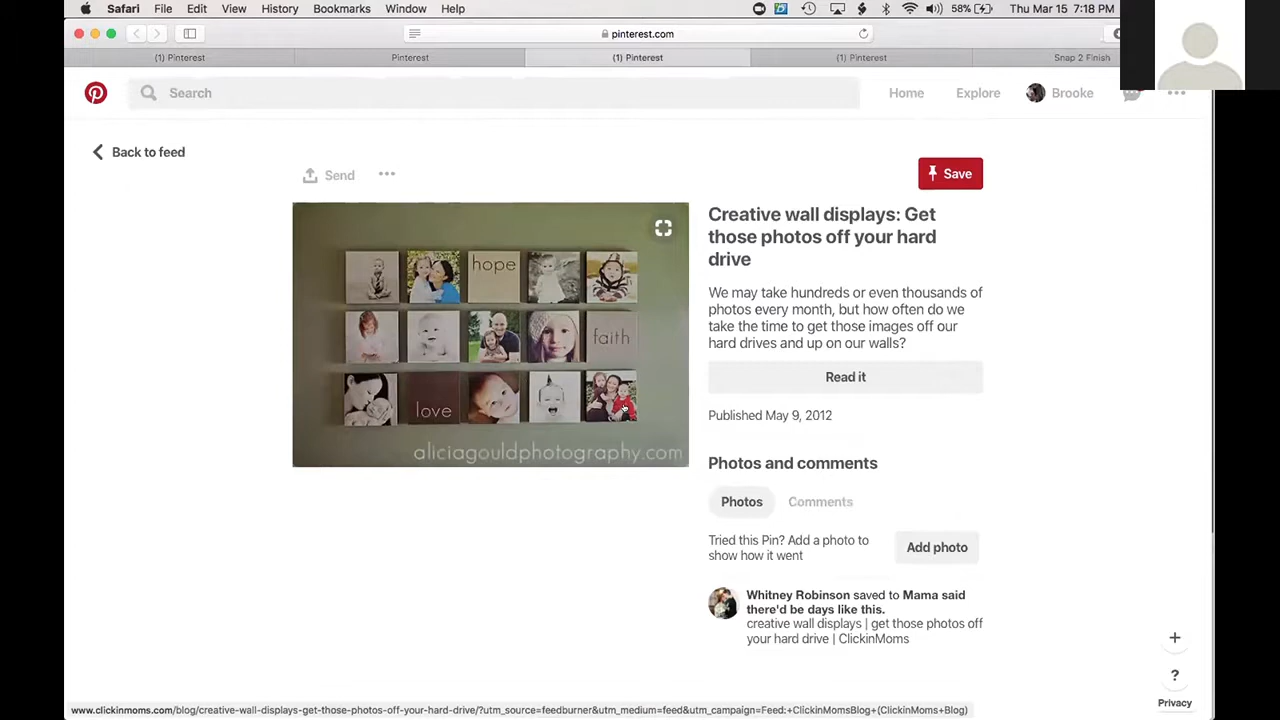 Safari File Edit View History Bookmarks Window Help 58% Thu Mar 15 7:18 PM
pinterest.com
(1) Pinterest Pinterest (1) Pinterest (1) Pinterest Snap 2 Finish
Search Home Explore Brooke
Back to feed
Send
Save
Creative wall displays: Get
those photos off your hard
drive
We may take hundreds or even thousands of
photos every month, but how often do we
take the time to get those images off our
hard drives and up on our walls?
Read it
Published May 9, 2012
hope
faith
love
aliciagouldphotography.com
Photos and comments
Photos Comments
Tried this Pin? Add a photo to
show how it went
Add photo
Whitney Robinson saved to Mama said
there'd be days like this.
creative wall displays | get those photos off
your hard drive | ClickinMoms
+
?
Privacy
www.clickinmoms.com/blog/creative-wall-displays-get-those-photos-off-your-hard-drive/?utm_source=feedburner&utm_medium=feed&utm_campaign=Feed:+ClickinMomsBlog+(ClickinMoms+Blog)